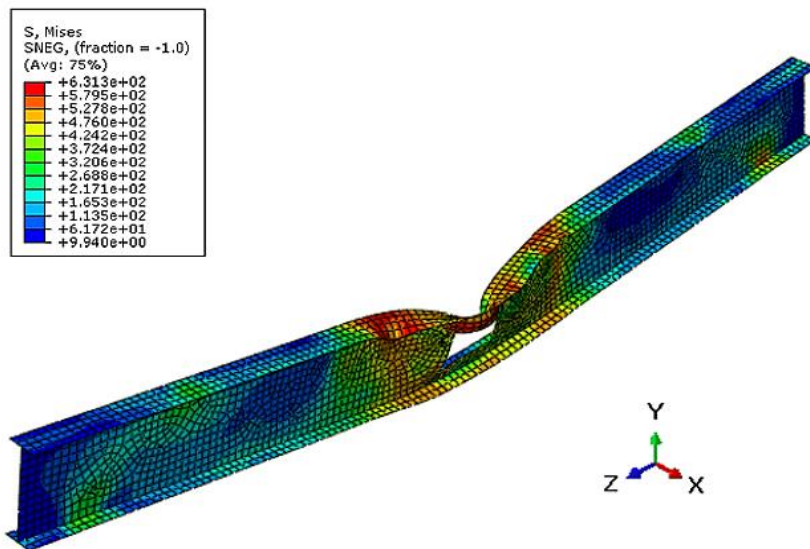 S, Mises
SNEG, (fraction = -1.0)
(Avg: 75%)
+6.313e+02
+5.795e+02
+5.278e+02
+4.760e+02
+4.242e+02
+3.724e+02
+3.206e+02
+2.688e+02
+2.171e+02
+1.653e+02
+1.135e+02
+6.172e+01
+9.940e+00
Y
Z
X